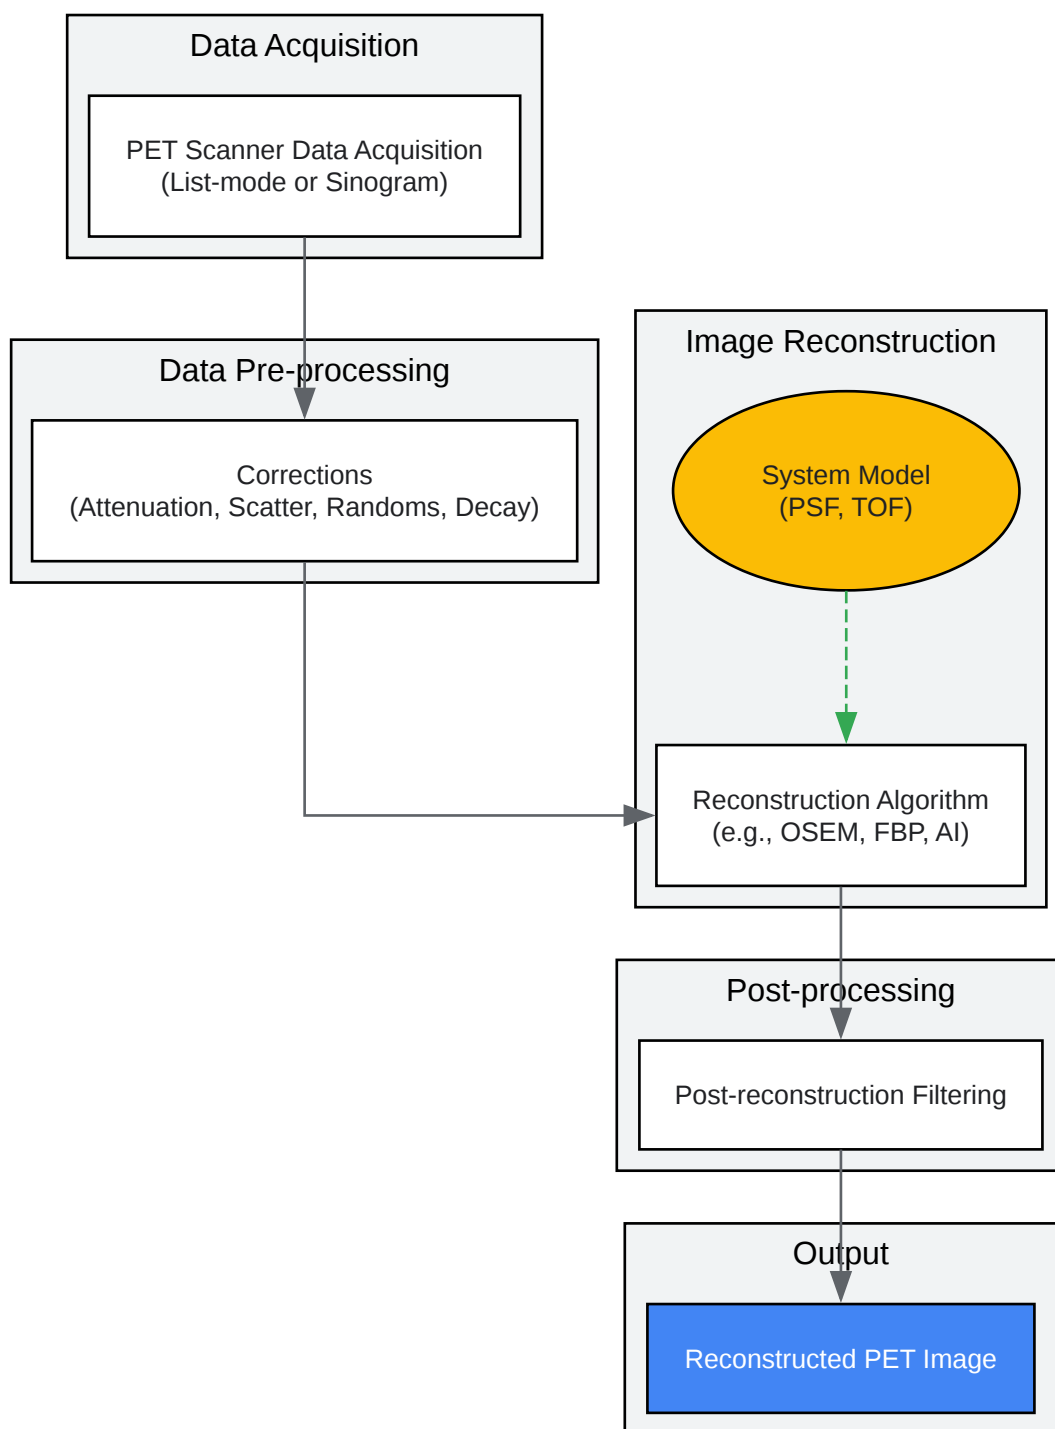 Data Acquisition
PET Scanner Data Acquisition
(List-mode or Sinogram)
Data Pre-processing
Corrections
(Attenuation, Scatter, Randoms, Decay)
Image Reconstruction
System Model
(PSF, TOF)
Reconstruction Algorithm
(e.g., OSEM, FBP, AI)
Post-processing
Post-reconstruction Filtering
Output
Reconstructed PET Image